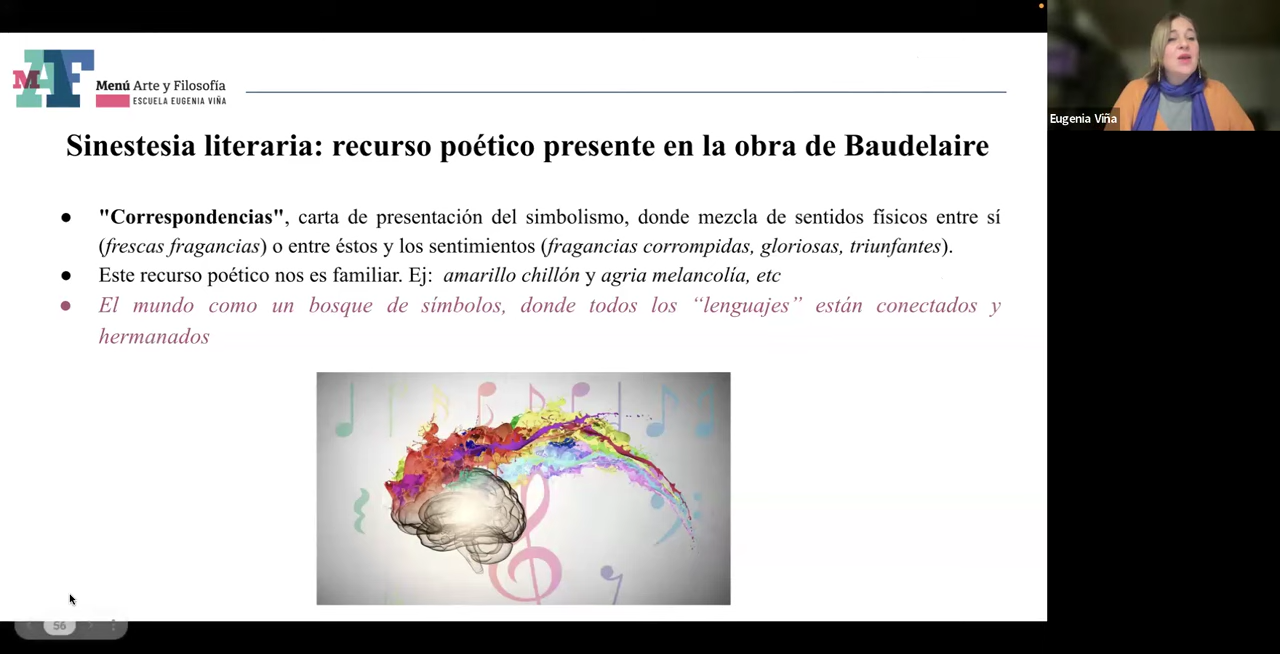 MAF
Menú Arte y Filosofía
ESCUELA EUGENIA VIÑA
Eugenia Viña
Sinestesia literaria: recurso poético presente en la obra de Baudelaire
● "Correspondencias", carta de presentación del simbolismo, donde mezcla de sentidos físicos entre sí
(frescas fragancias) o entre éstos y los sentimientos (fragancias corrompidas, gloriosas, triunfantes).
● Este recurso poético nos es familiar. Ej: amarillo chillón y agria melancolía, etc
● El mundo como un bosque de símbolos, donde todos los “lenguajes” están conectados y
hermanados
56